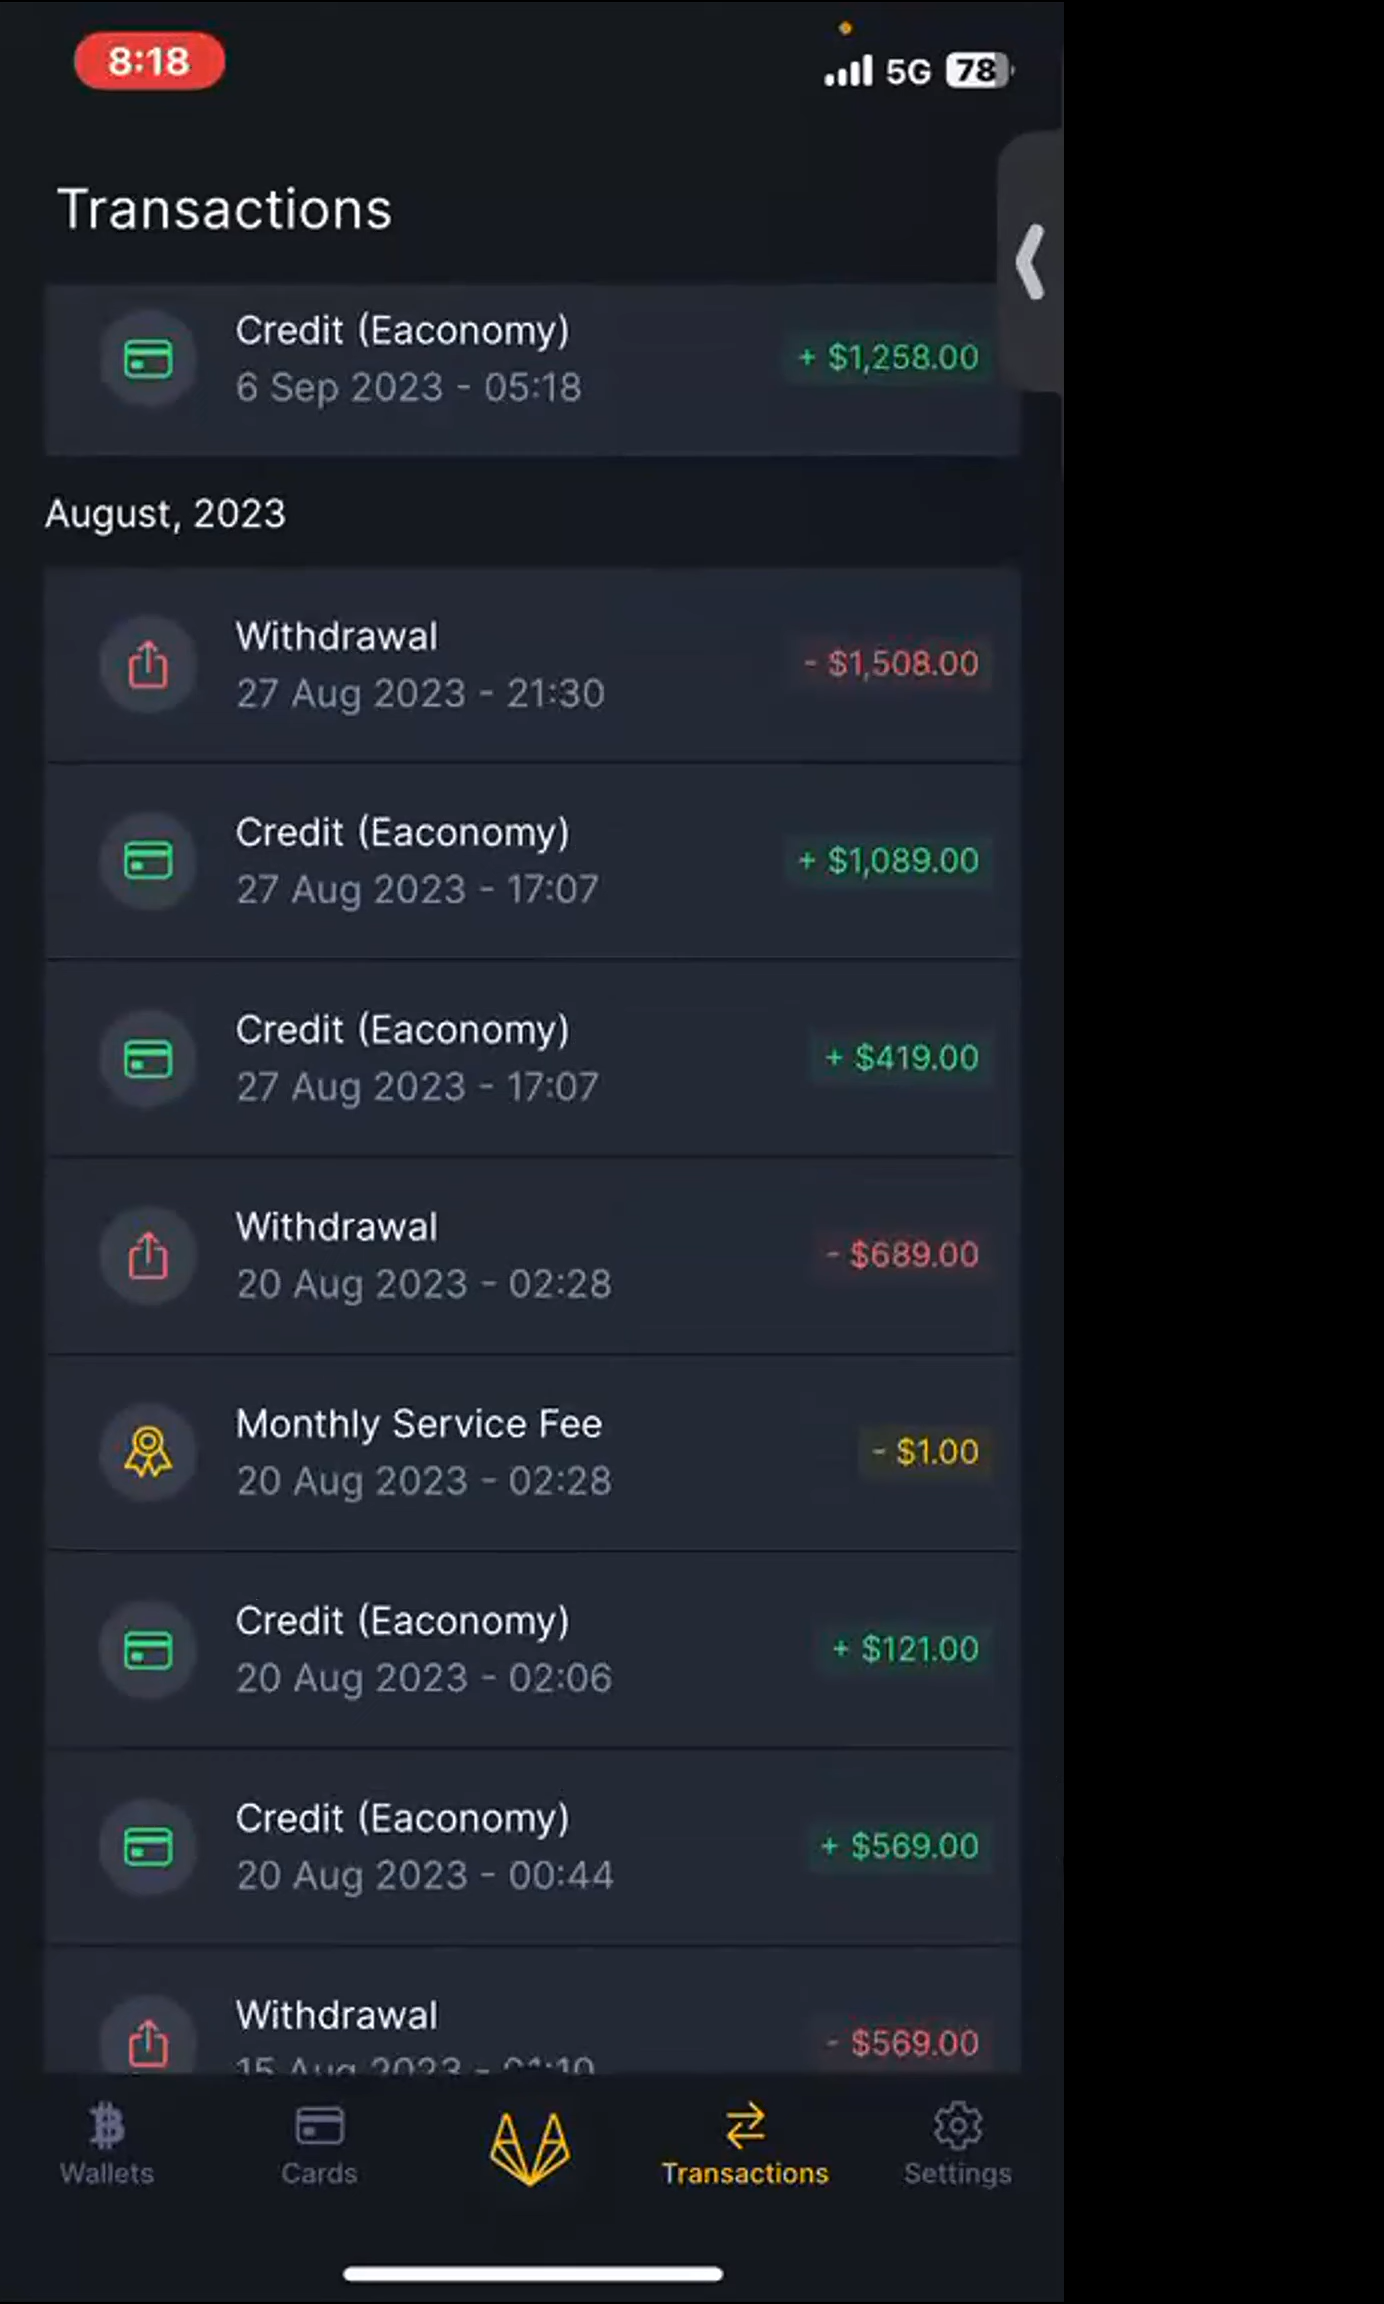 8:18
5G 78
Transactions
Credit (Eaconomy)
+ $1,258.00
6 Sep 2023 - 05:18
August, 2023
Withdrawal
- $1,508.00
27 Aug 2023 - 21:30
Credit (Eaconomy)
+ $1,089.00
27 Aug 2023 - 17:07
Credit (Eaconomy)
+ $419.00
27 Aug 2023 - 17:07
Withdrawal
- $689.00
20 Aug 2023 - 02:28
Monthly Service Fee
- $1.00
20 Aug 2023 - 02:28
Credit (Eaconomy)
+ $121.00
20 Aug 2023 - 02:06
Credit (Eaconomy)
+ $569.00
20 Aug 2023 - 00:44
Withdrawal
- $569.00
15 Aug 2023 -
Wallets
Cards
Transactions
Settings